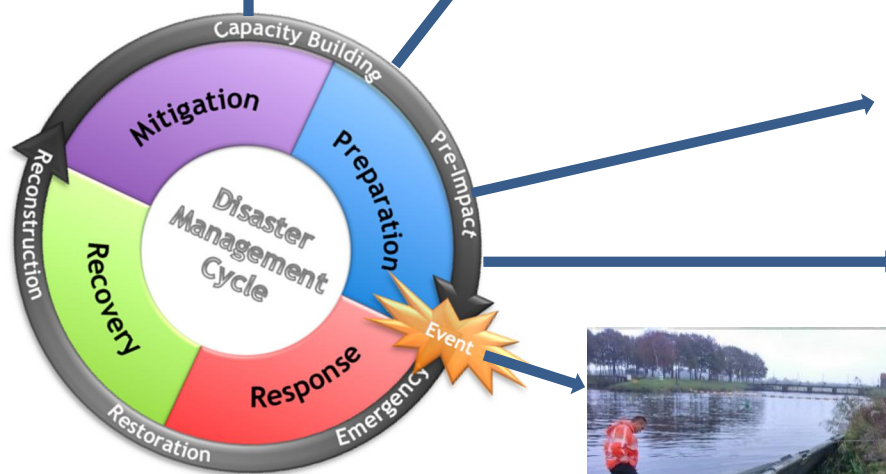 Capacity Building
Mitigation
Preparation
Pre-Impact
Reconstruction
Disaster
Management
Cycle
Recovery
Event
Response
Emergency
Restoration